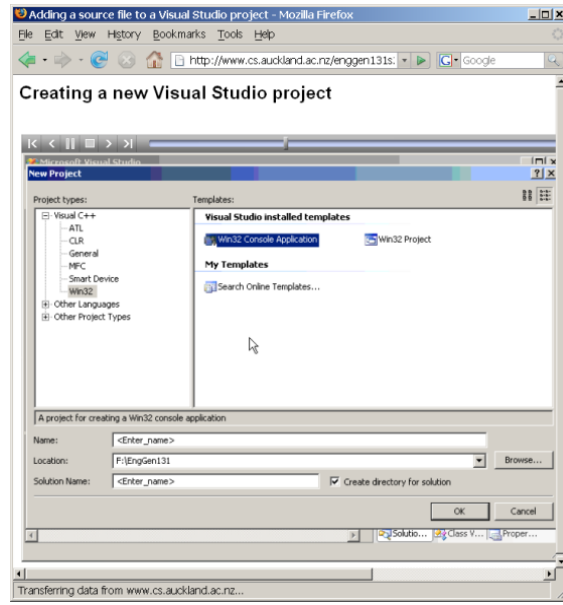 Adding a source file to a Visual Studio project - Mozilla Firefox
File Edit View History Bookmarks Tools Help
http://www.cs.auckland.ac.nz/enggen131s: Google
Creating a new Visual Studio project
Microsoft Visual Studio
New Project
Project types:
Templates:
Visual C++
ATL
CLR
General
MFC
Smart Device
Win32
Other Languages
Other Project Types
Visual Studio installed templates
Win32 Console Application Win32 Project
My Templates
Search Online Templates...
A project for creating a Win32 console application
Name: <Enter_name>
Location: F:\EngGen131 Browse...
Solution Name: <Enter_name> Create directory for solution
OK Cancel
Solutio... Class V... Proper...
Transferring data from www.cs.auckland.ac.nz...